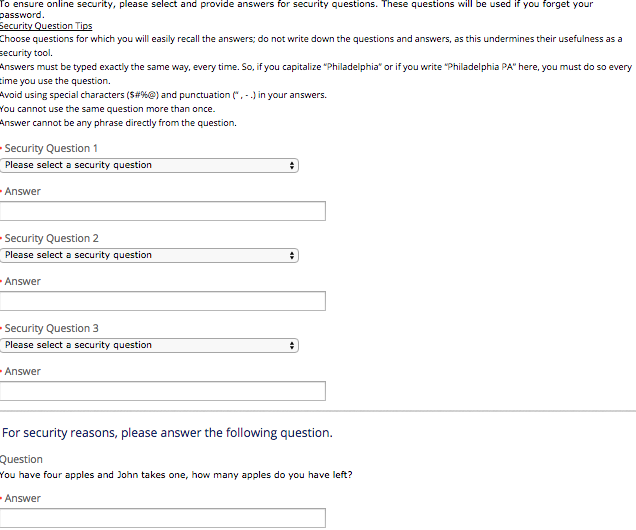 To ensure online security, please select and provide answers for security questions. These questions will be used if you forget your
password.
Security Question Tips
Choose questions for which you will easily recall the answers; do not write down the questions and answers, as this undermines their usefulness as a
security tool.
Answers must be typed exactly the same way, every time. So, if you capitalize "Philadelphia" or if you write "Philadelphia PA" here, you must do so every
time you use the question.
Avoid using special characters ($#%@) and punctuation (" , - .) in your answers.
You cannot use the same question more than once.
Answer cannot be any phrase directly from the question.
* Security Question 1
Please select a security question
* Answer
* Security Question 2
Please select a security question
* Answer
* Security Question 3
Please select a security question
* Answer
For security reasons, please answer the following question.
Question
You have four apples and John takes one, how many apples do you have left?
* Answer